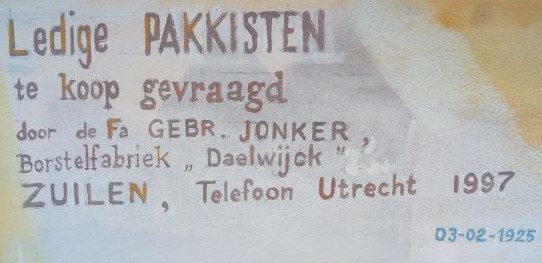 Ledige PAKKISTEN
te koop gevraagd
door de Fa GEBR. JONKER,
Borstelfabriek „ Daelwijck "
ZUILEN, Telefoon Utrecht 1997
03-02-1925